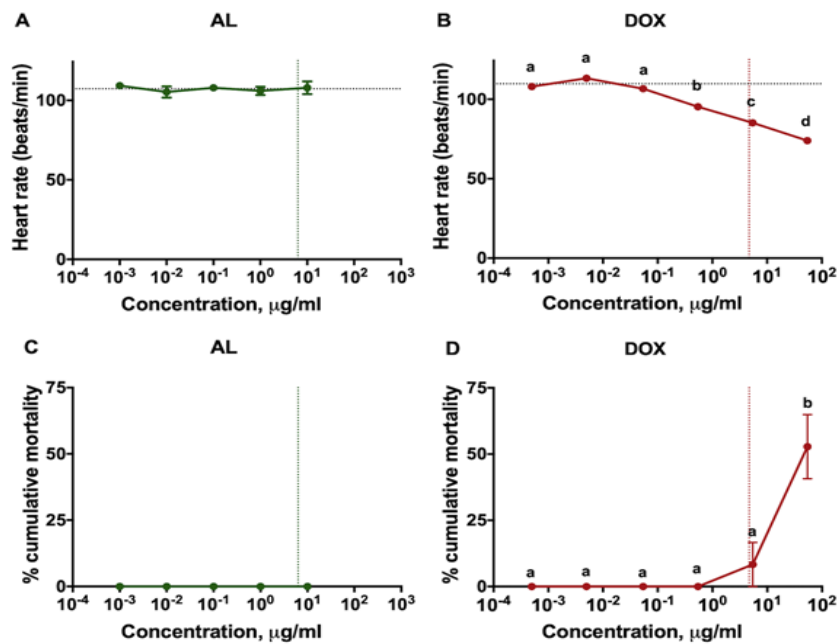 A AL
Heart rate (beats/min)
100
50
0
10⁻⁴ 10⁻³ 10⁻² 10⁻¹ 10⁰ 10¹ 10² 10³
Concentration, μg/ml
B DOX
Heart rate (beats/min)
100
50
0
a a a b c d
10⁻⁴ 10⁻³ 10⁻² 10⁻¹ 10⁰ 10¹ 10²
Concentration, μg/ml
C AL
% cumulative mortality
75
50
25
0
10⁻⁴ 10⁻³ 10⁻² 10⁻¹ 10⁰ 10¹ 10² 10³
Concentration, μg/ml
D DOX
% cumulative mortality
75
50
25
0
a a a a a b
10⁻⁴ 10⁻³ 10⁻² 10⁻¹ 10⁰ 10¹ 10²
Concentration, μg/ml